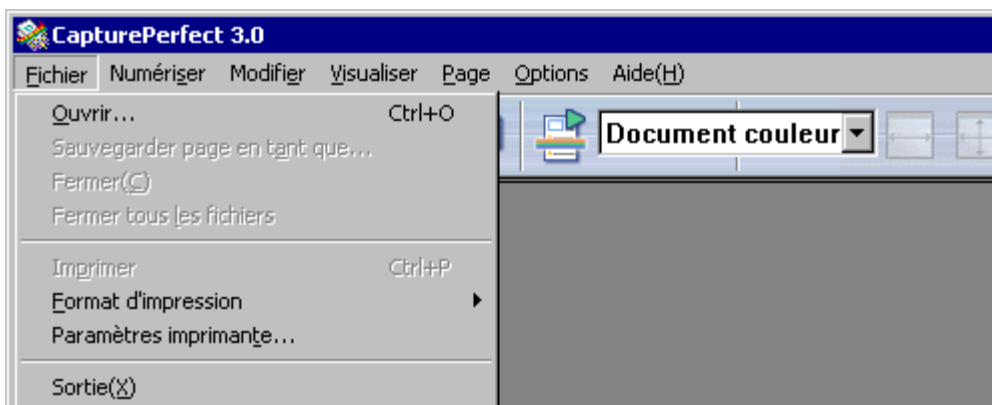 CapturePerfect 3.0
Fichier Numériser Modifier Visualiser Page Options Aide(H)
Ouvrir... Ctrl+O
Document couleur
Sauvegarder page en tant que...
Fermer(C)
Fermer tous les fichiers
Imprimer Ctrl+P
Format d'impression
Paramètres imprimante...
Sortie(X)